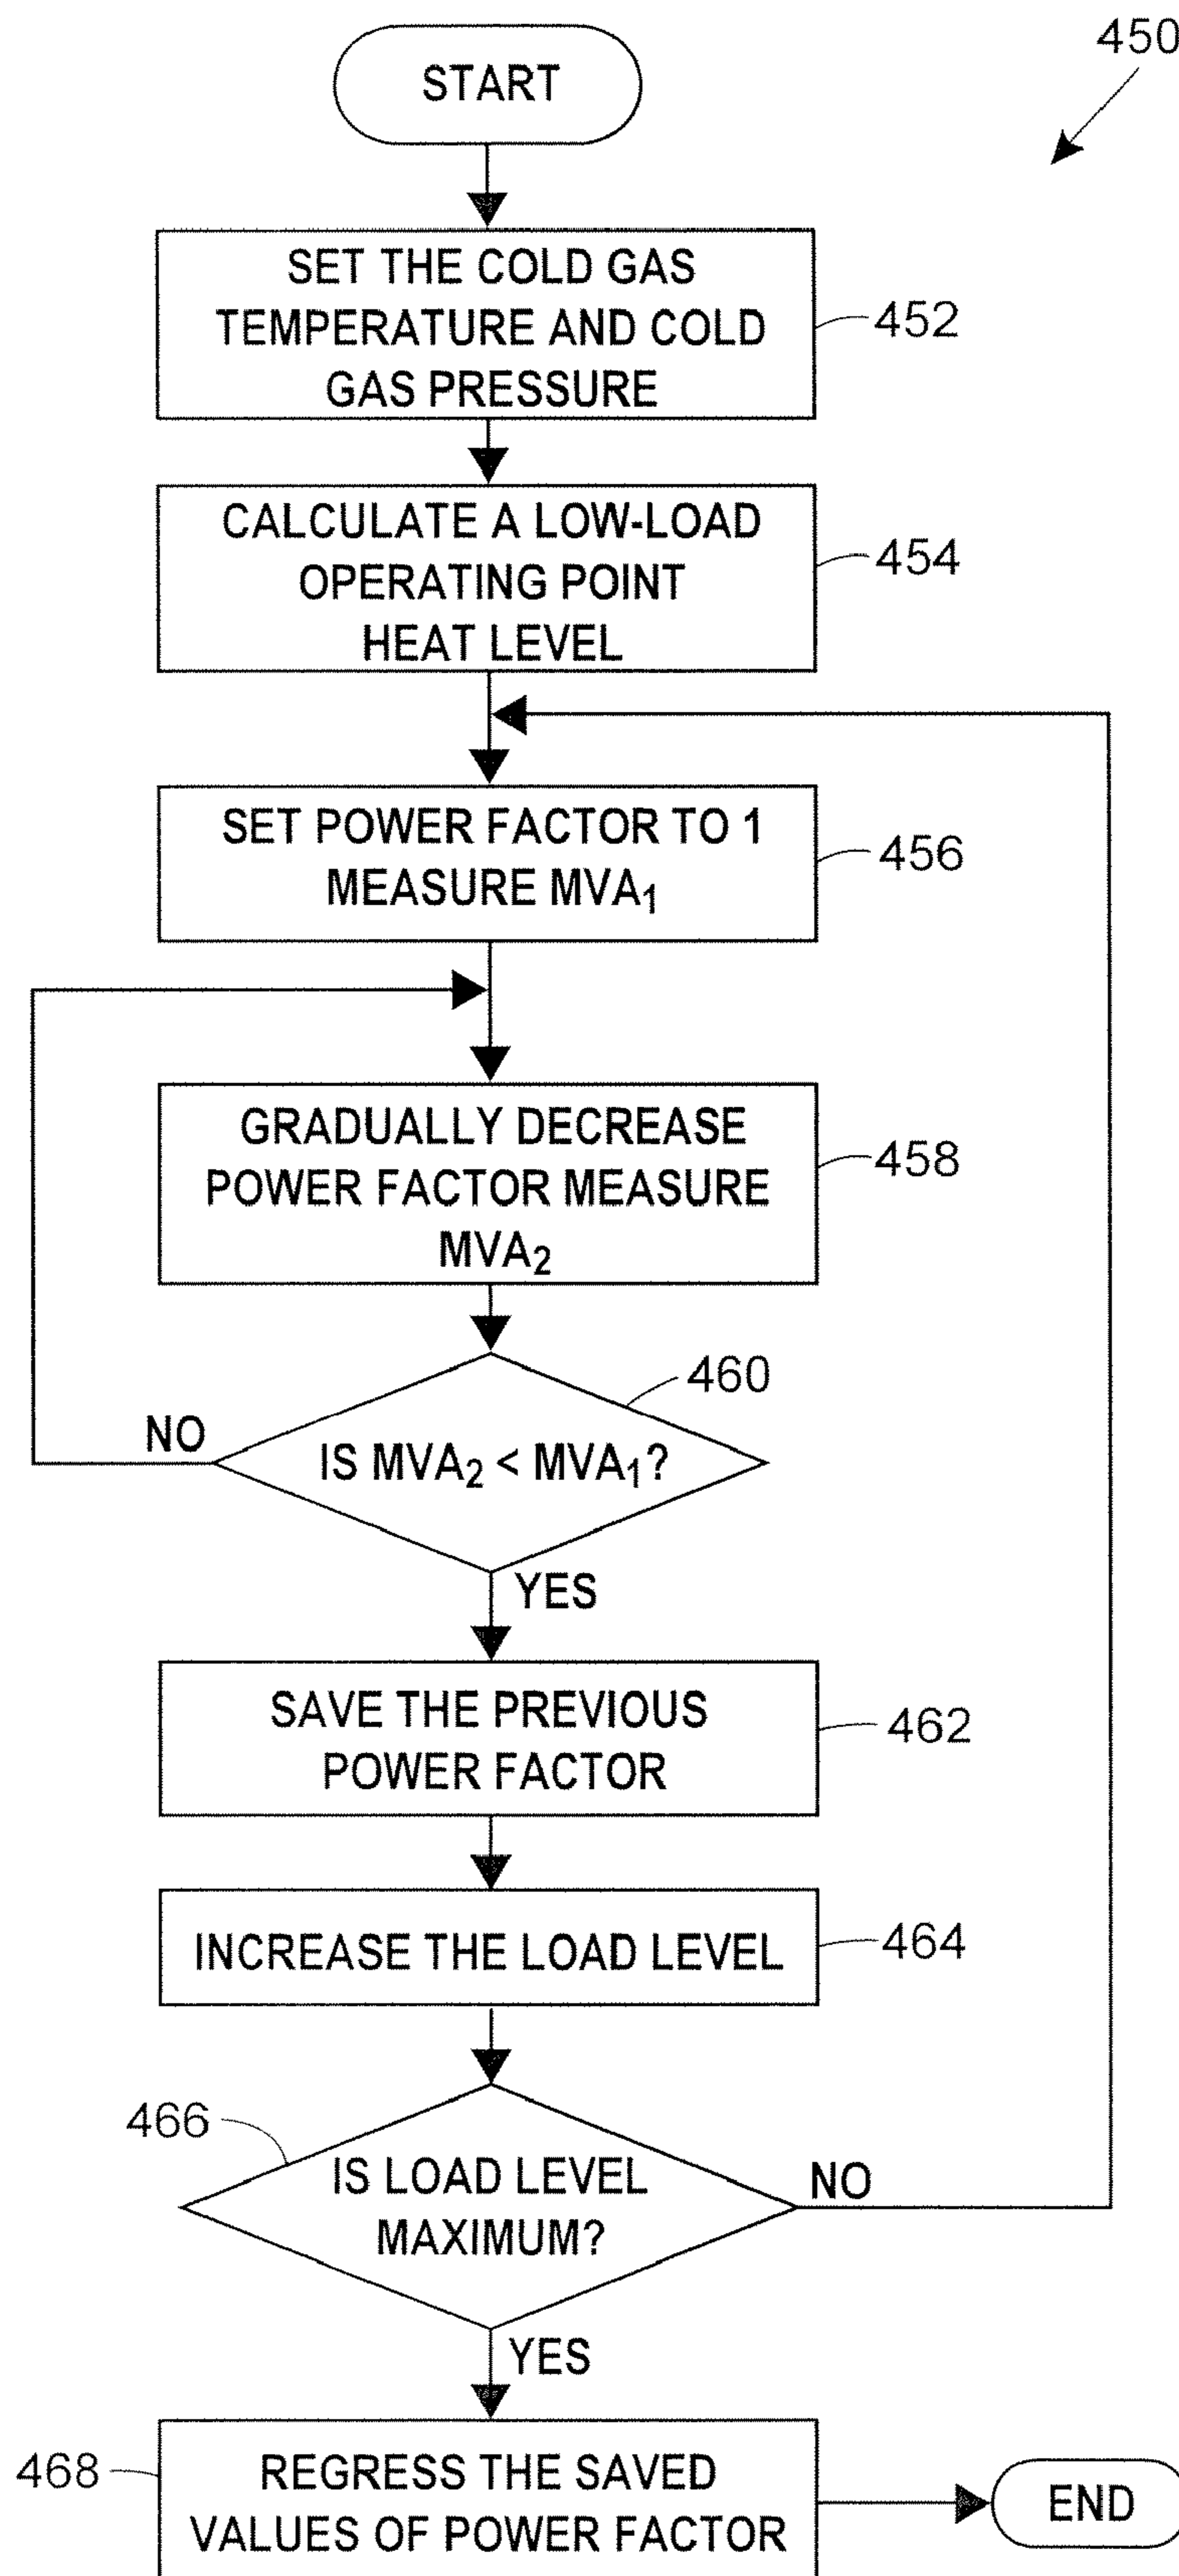 450
START
SET THE COLD GAS
TEMPERATURE AND COLD
GAS PRESSURE
452
CALCULATE A LOW-LOAD
OPERATING POINT
HEAT LEVEL
454
SET POWER FACTOR TO 1
MEASURE MVA₁
456
GRADUALLY DECREASE
POWER FACTOR MEASURE
MVA₂
458
460
NO
IS MVA₂ < MVA₁?
YES
SAVE THE PREVIOUS
POWER FACTOR
462
INCREASE THE LOAD LEVEL
464
466
IS LOAD LEVEL
MAXIMUM?
NO
YES
468
REGRESS THE SAVED
VALUES OF POWER FACTOR
END